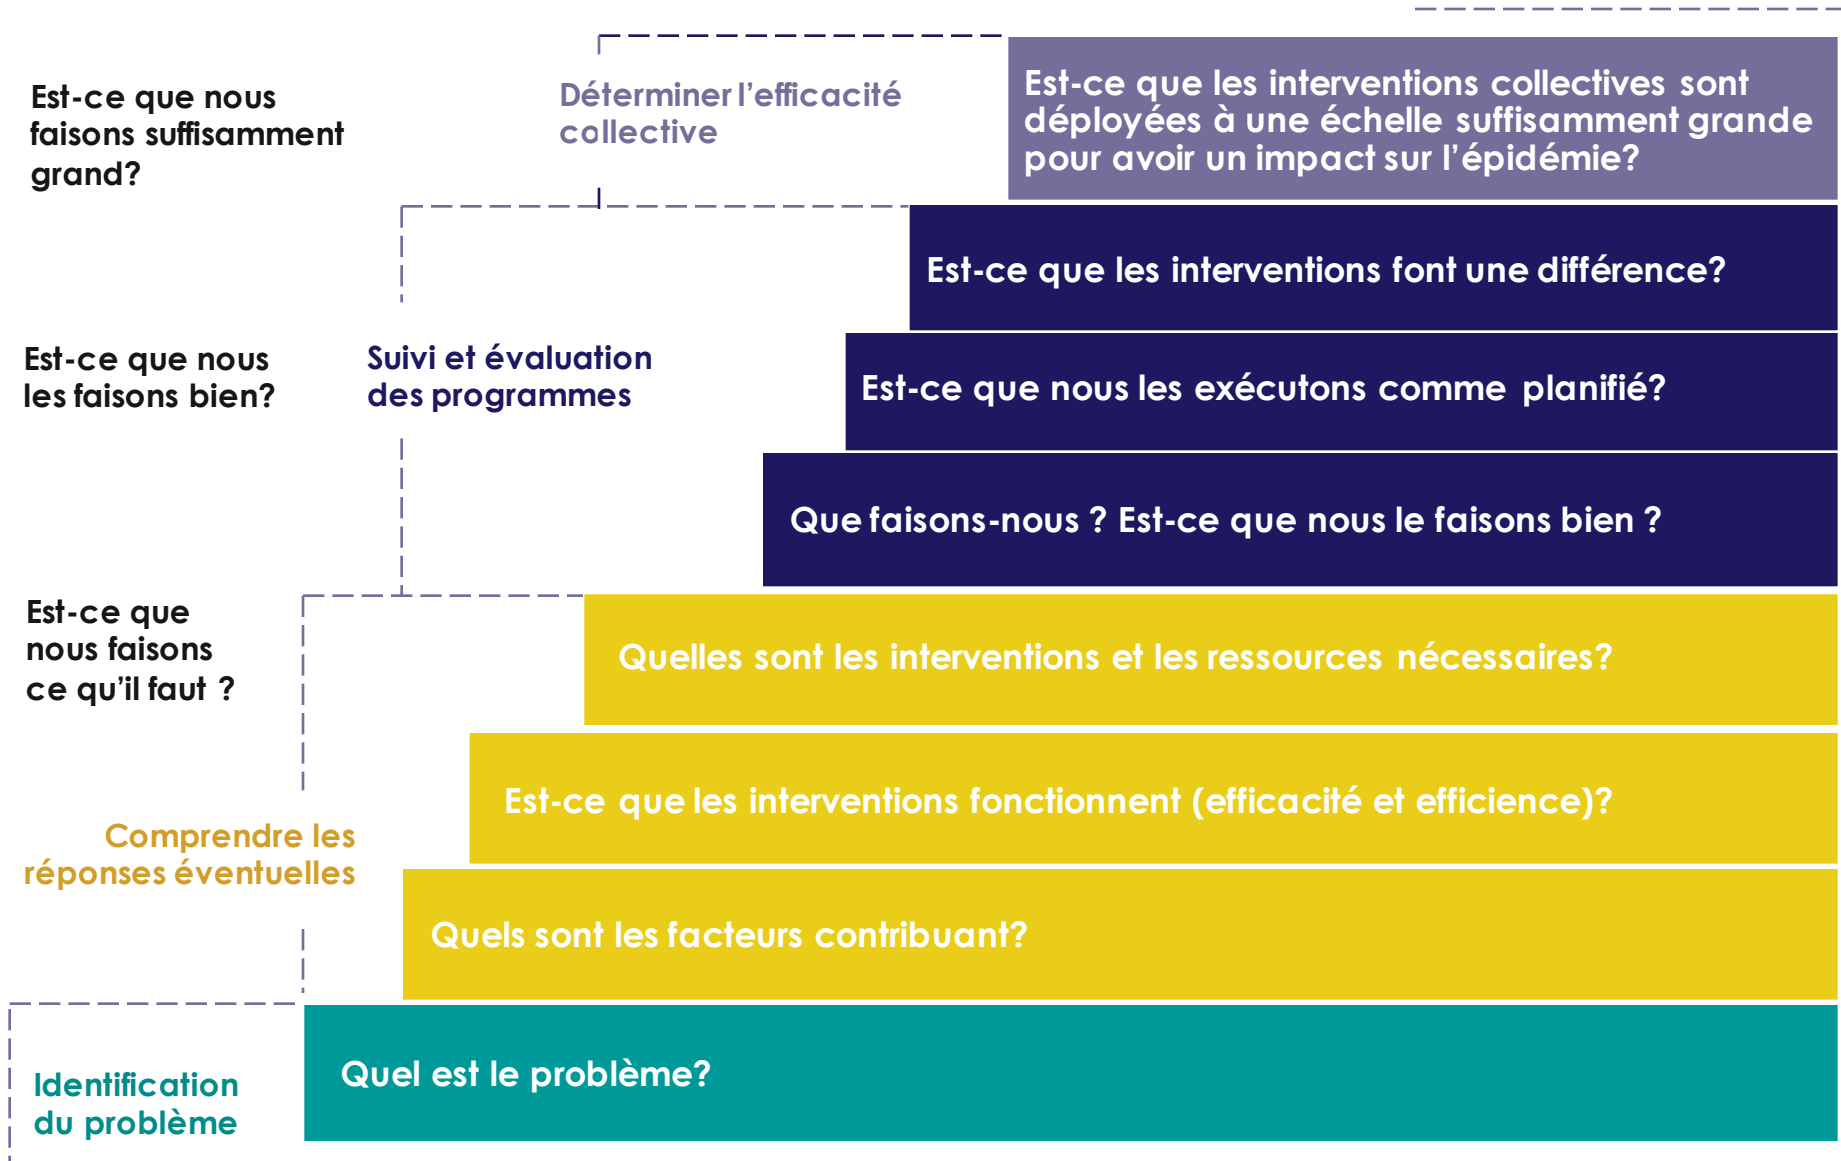 Est-ce que nous
faisons suffisamment
grand?
Déterminer l’efficacité
collective
Est-ce que les interventions collectives sont
déployées à une échelle suffisamment grande
pour avoir un impact sur l’épidémie?
Est-ce que les interventions font une différence?
Est-ce que nous
les faisons bien?
Suivi et évaluation
des programmes
Est-ce que nous les exécutons comme planifié?
Que faisons-nous ? Est-ce que nous le faisons bien ?
Est-ce que
nous faisons
ce qu’il faut ?
Quelles sont les interventions et les ressources nécessaires?
Est-ce que les interventions fonctionnent (efficacité et efficience)?
Comprendre les
réponses éventuelles
Quels sont les facteurs contribuant?
Identification
du problème
Quel est le problème?